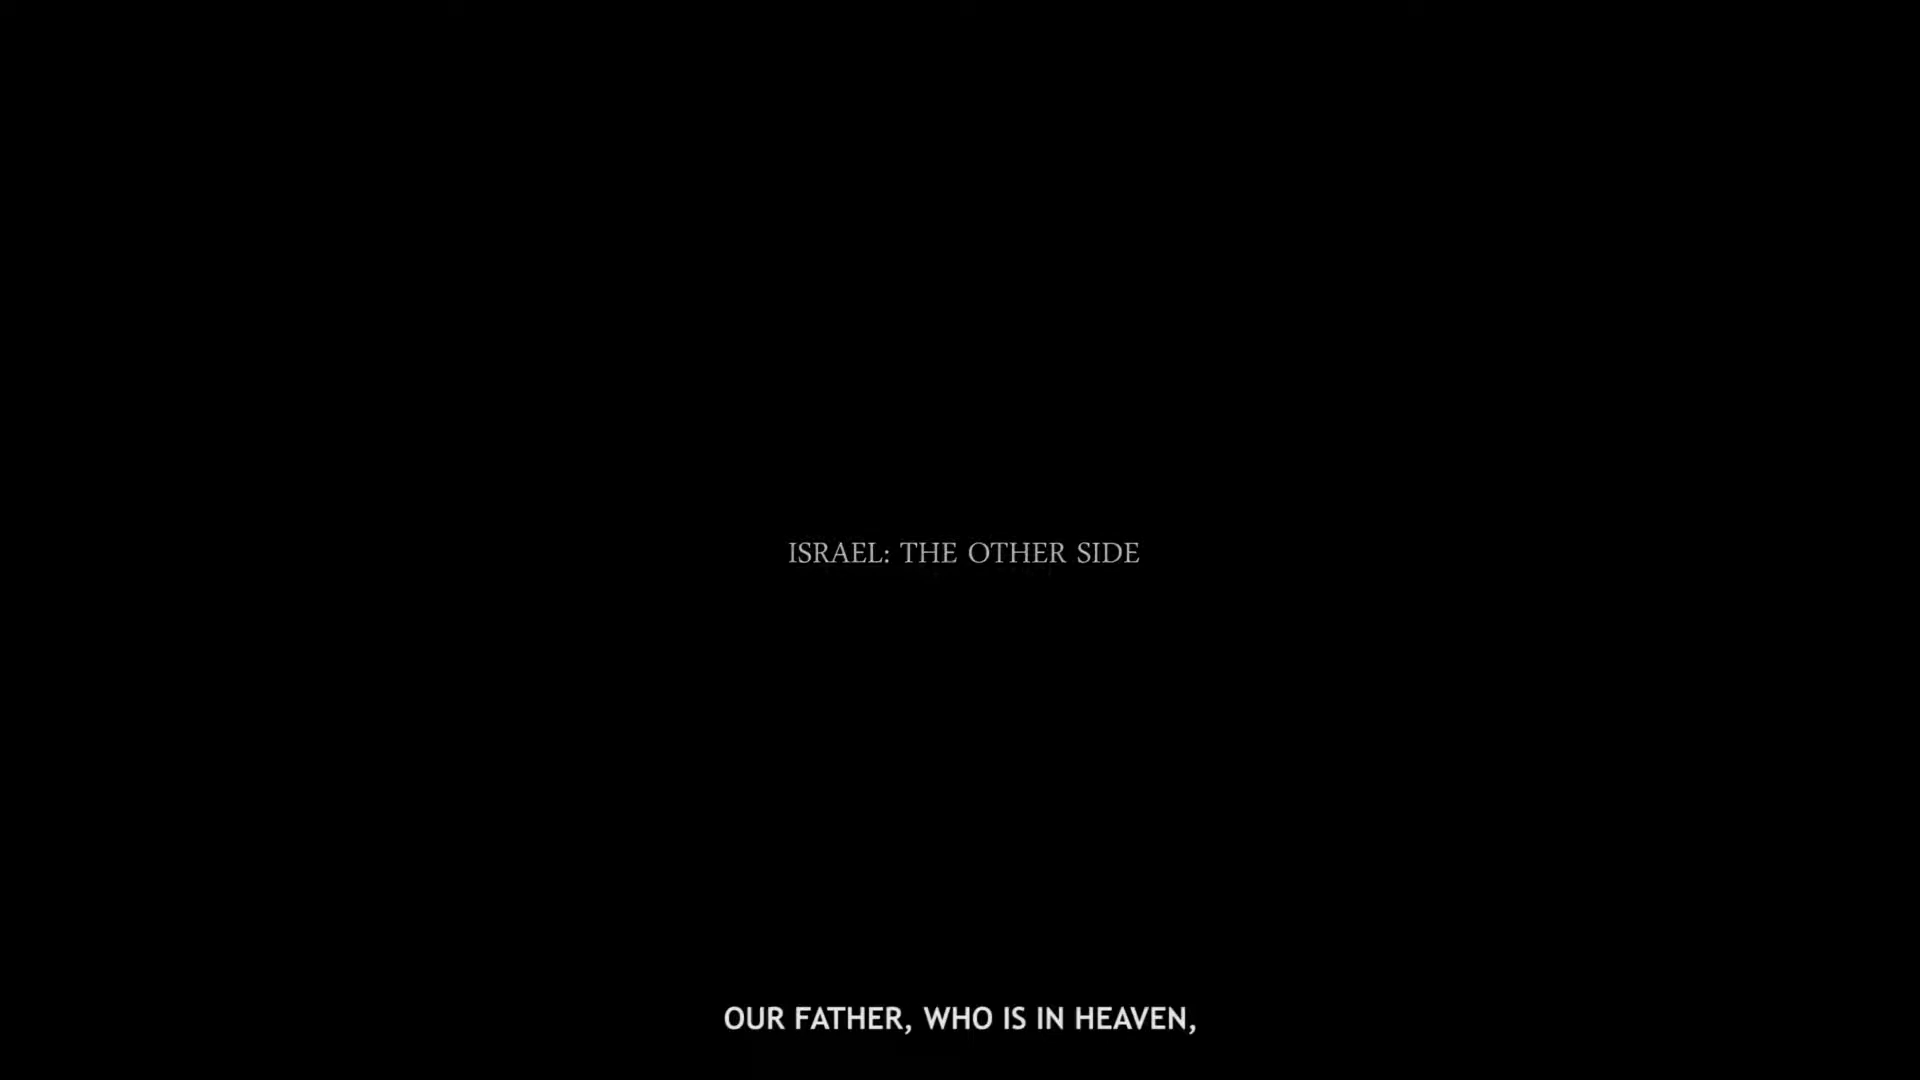 ISRAEL: THE OTHER SIDE
OUR FATHER, WHO IS IN HEAVEN,